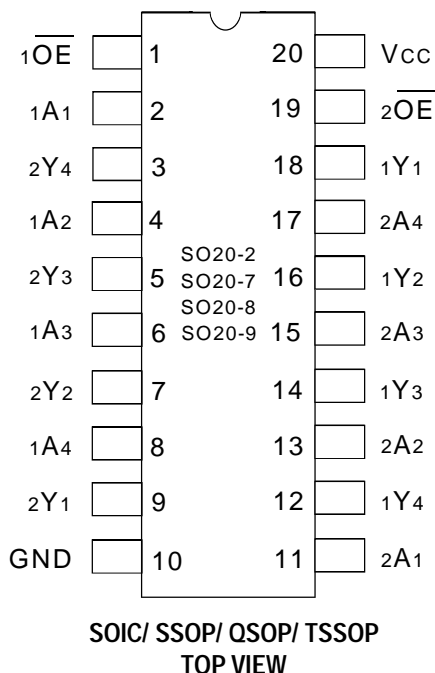 1OE 1 20 Vcc
1A1 2 19 2OE
2Y4 3 18 1Y1
1A2 4 17 2A4
SO20-2
2Y3 5 SO20-7 16 1Y2
SO20-8
1A3 6 SO20-9 15 2A3
2Y2 7 14 1Y3
1A4 8 13 2A2
2Y1 9 12 1Y4
GND 10 11 2A1
SOIC/ SSOP/ QSOP/ TSSOP
TOP VIEW